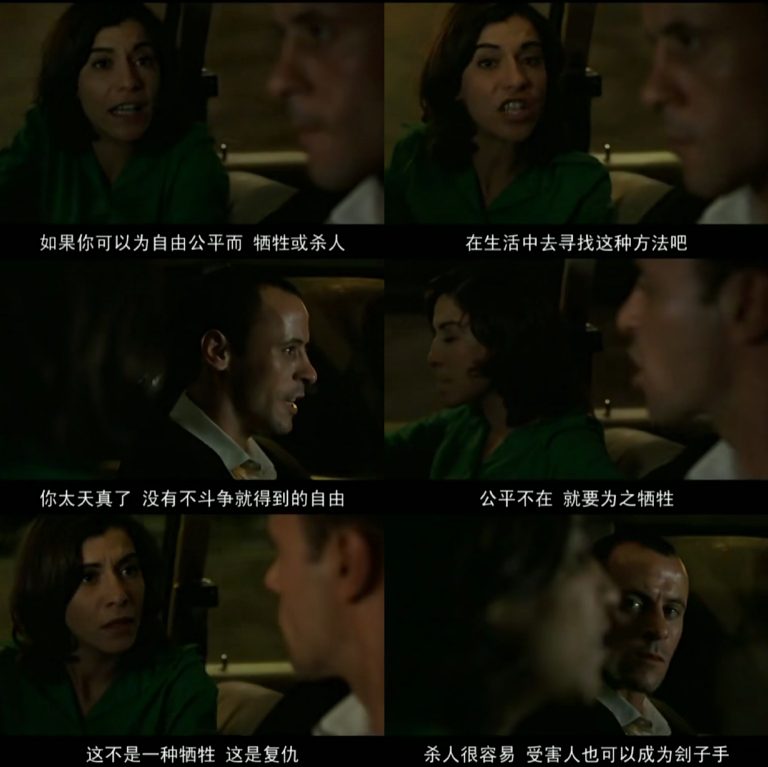 如果你可以为自由公平而 牺牲或杀人
在生活中去寻找这种方法吧
你太天真了 没有不斗争就得到的自由
公平不在 就要为之牺牲
这不是一种牺牲 这是复仇
杀人很容易 受害人也可以成为刽子手